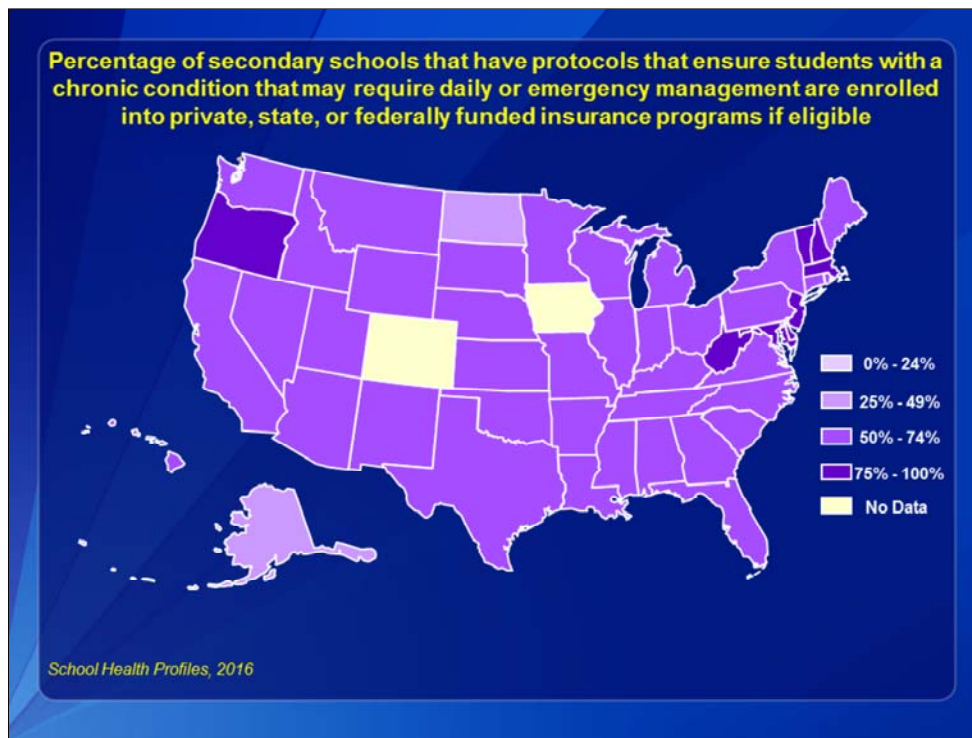 Percentage of secondary schools that have protocols that ensure students with a
chronic condition that may require daily or emergency management are enrolled
into private, state, or federally funded insurance programs if eligible
0% - 24%
25% - 49%
50% - 74%
75% - 100%
No Data
School Health Profiles, 2016